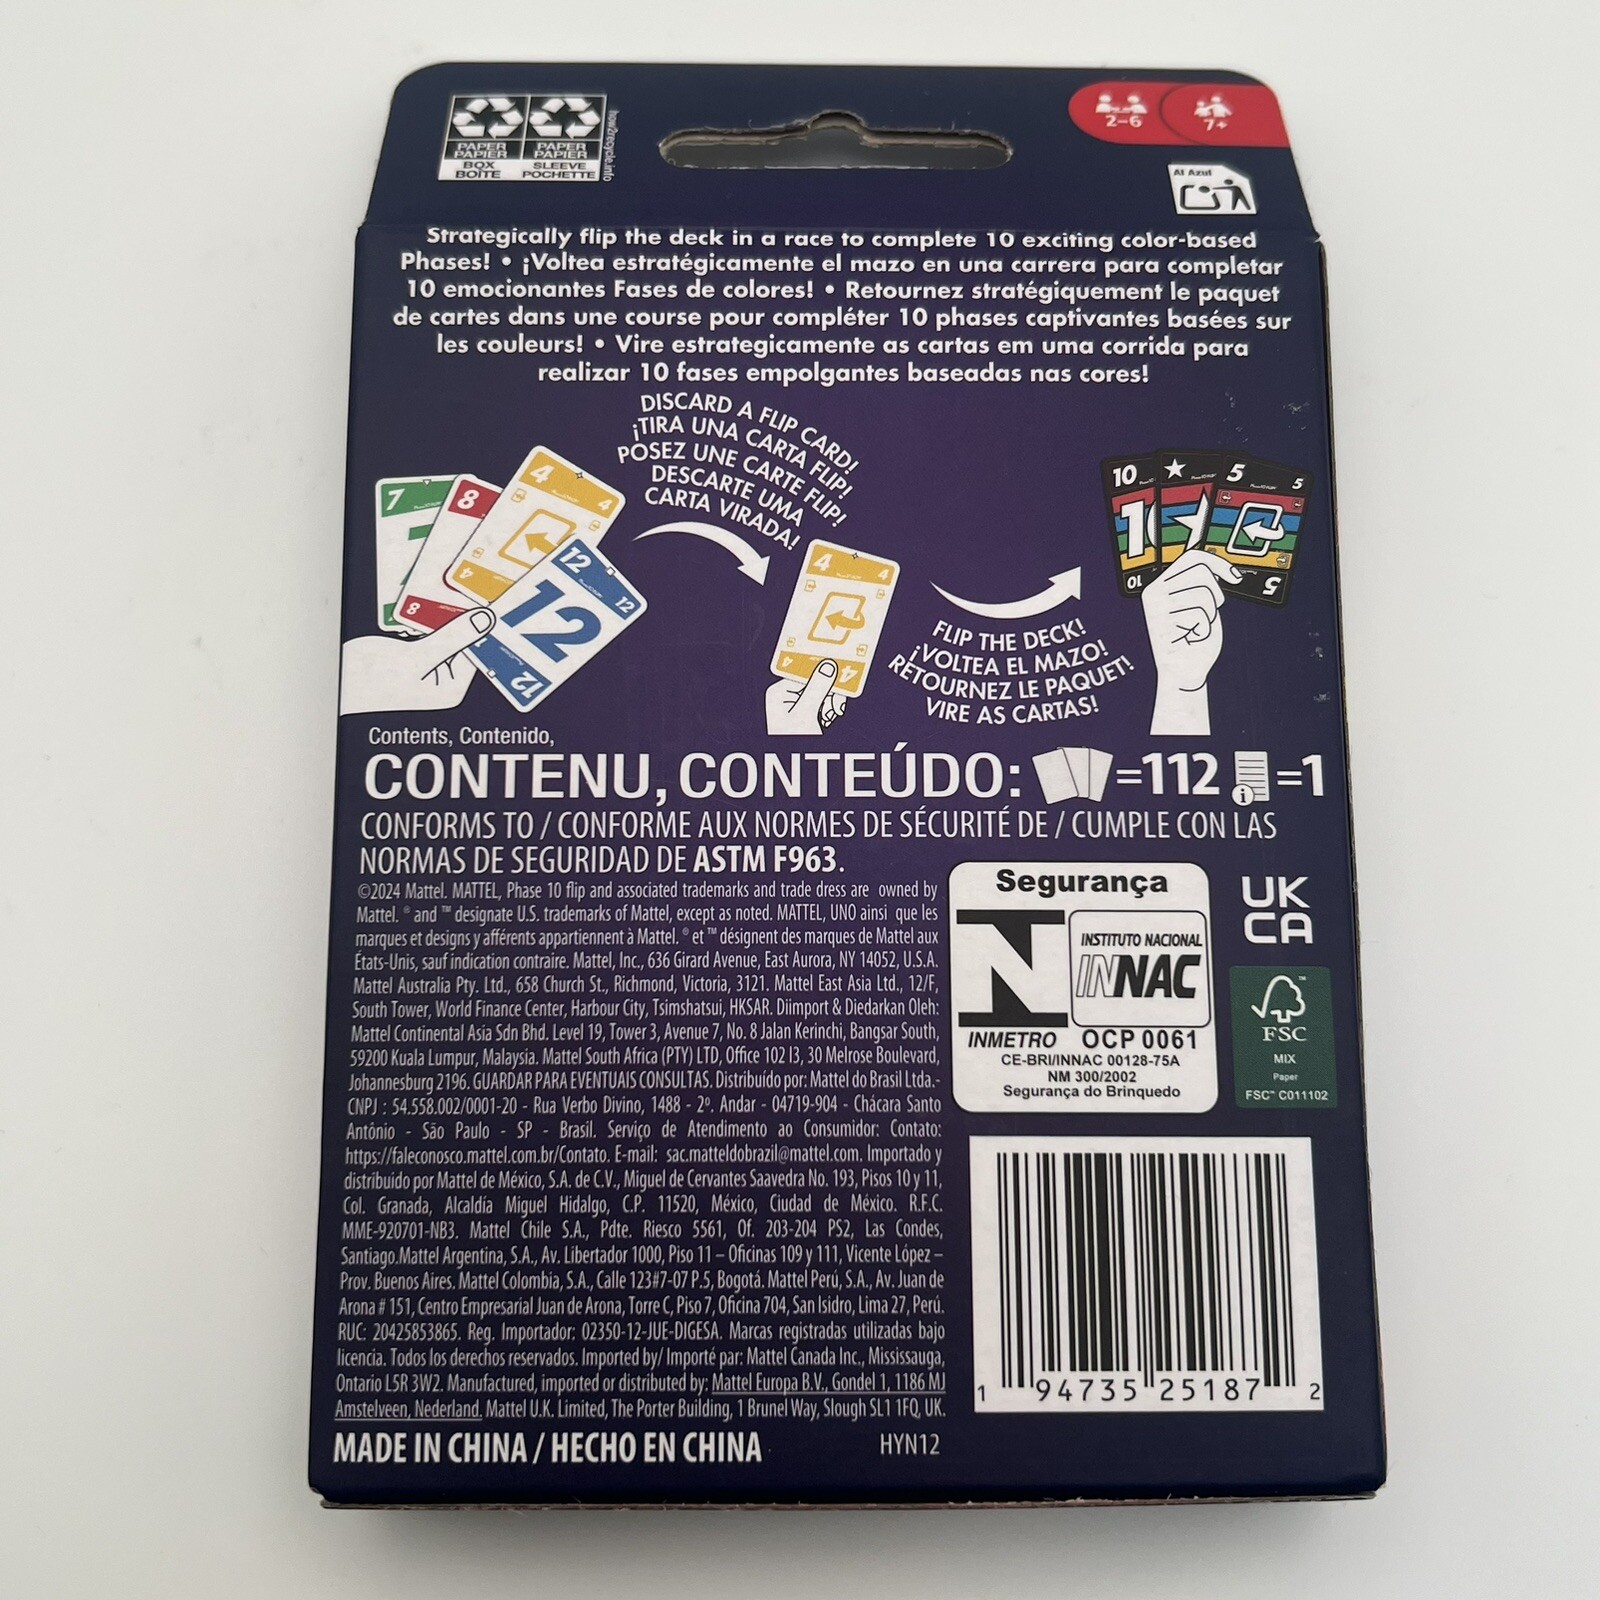 PAPER
PAPIER
BOX
BOÎTE
PAPER
PAPIER
SLEEVE
POCHETTE
how2recycle.info
2-6
7+
Al Azul
Strategically flip the deck in a race to complete 10 exciting color-based
Phases! • ¡Voltea estratégicamente el mazo en una carrera para completar
10 emocionantes Fases de colores! • Retournez stratégiquement le paquet
de cartes dans une course pour compléter 10 phases captivantes basées sur
les couleurs! • Vire estrategicamente as cartas em uma corrida para
realizar 10 fases empolgantes baseadas nas cores!
DISCARD A FLIP CARD!
¡TIRA UNA CARTA FLIP!
POSEZ UNE CARTE FLIP!
DESCARTE UMA
CARTA VIRADA!
7
8
8
4
4
4
12
12
12
12
4
4
4
4
10
10
10
5
5
5
FLIP THE DECK!
¡VOLTEA EL MAZO!
RETOURNEZ LE PAQUET!
VIRE AS CARTAS!
Contents, Contenido,
CONTENU, CONTEÚDO: =112 =1
CONFORMS TO / CONFORME AUX NORMES DE SÉCURITÉ DE / CUMPLE CON LAS
NORMAS DE SEGURIDAD DE ASTM F963.
©2024 Mattel. MATTEL, Phase 10 flip and associated trademarks and trade dress are owned by
Mattel. ® and ™ designate U.S. trademarks of Mattel, except as noted. MATTEL, UNO ainsi que les
marques et designs y afférents appartiennent à Mattel. ® et ™ désignent des marques de Mattel aux
États-Unis, sauf indication contraire. Mattel, Inc., 636 Girard Avenue, East Aurora, NY 14052, U.S.A.
Mattel Australia Pty. Ltd., 658 Church St., Richmond, Victoria, 3121. Mattel East Asia Ltd., 12/F,
South Tower, World Finance Center, Harbour City, Tsimshatsui, HKSAR. Diimport & Diedarkan Oleh:
Mattel Continental Asia Sdn Bhd. Level 19, Tower 3, Avenue 7, No. 8 Jalan Kerinchi, Bangsar South,
59200 Kuala Lumpur, Malaysia. Mattel South Africa (PTY) LTD, Office 102 I3, 30 Melrose Boulevard,
Johannesburg 2196. GUARDAR PARA EVENTUAIS CONSULTAS. Distribuído por: Mattel do Brasil Ltda.-
CNPJ : 54.558.002/0001-20 - Rua Verbo Divino, 1488 - 2º. Andar - 04719-904 - Chácara Santo
Antônio - São Paulo - SP - Brasil. Serviço de Atendimento ao Consumidor: Contato:
https://faleconosco.mattel.com.br/Contato. E-mail: sac.matteldobrazil@mattel.com. Importado y
distribuido por Mattel de México, S.A. de C.V., Miguel de Cervantes Saavedra No. 193, Pisos 10 y 11,
Col. Granada, Alcaldía Miguel Hidalgo, C.P. 11520, México, Ciudad de México. R.F.C.
MME-920701-NB3. Mattel Chile S.A., Pdte. Riesco 5561, Of. 203-204 PS2, Las Condes,
Santiago.Mattel Argentina, S.A., Av. Libertador 1000, Piso 11 – Oficinas 109 y 111, Vicente López –
Prov. Buenos Aires. Mattel Colombia, S.A., Calle 123#7-07 P.5, Bogotá. Mattel Perú, S.A., Av. Juan de
Arona # 151, Centro Empresarial Juan de Arona, Torre C, Piso 7, Oficina 704, San Isidro, Lima 27, Perú.
RUC: 20425853865. Reg. Importador: 02350-12-JUE-DIGESA. Marcas registradas utilizadas bajo
licencia. Todos los derechos reservados. Imported by/ Importé par: Mattel Canada Inc., Mississauga,
Ontario L5R 3W2. Manufactured, imported or distributed by: Mattel Europa B.V., Gondel 1, 1186 MJ
Amstelveen, Nederland. Mattel U.K. Limited, The Porter Building, 1 Brunel Way, Slough SL1 1FQ, UK.
MADE IN CHINA / HECHO EN CHINA
HYN12
Segurança
INSTITUTO NACIONAL
INNAC
INMETRO OCP 0061
CE-BRI/INNAC 00128-75A
NM 300/2002
Segurança do Brinquedo
UK
CA
FSC
MIX
Paper
FSC™ C011102
1 94735 25187 2